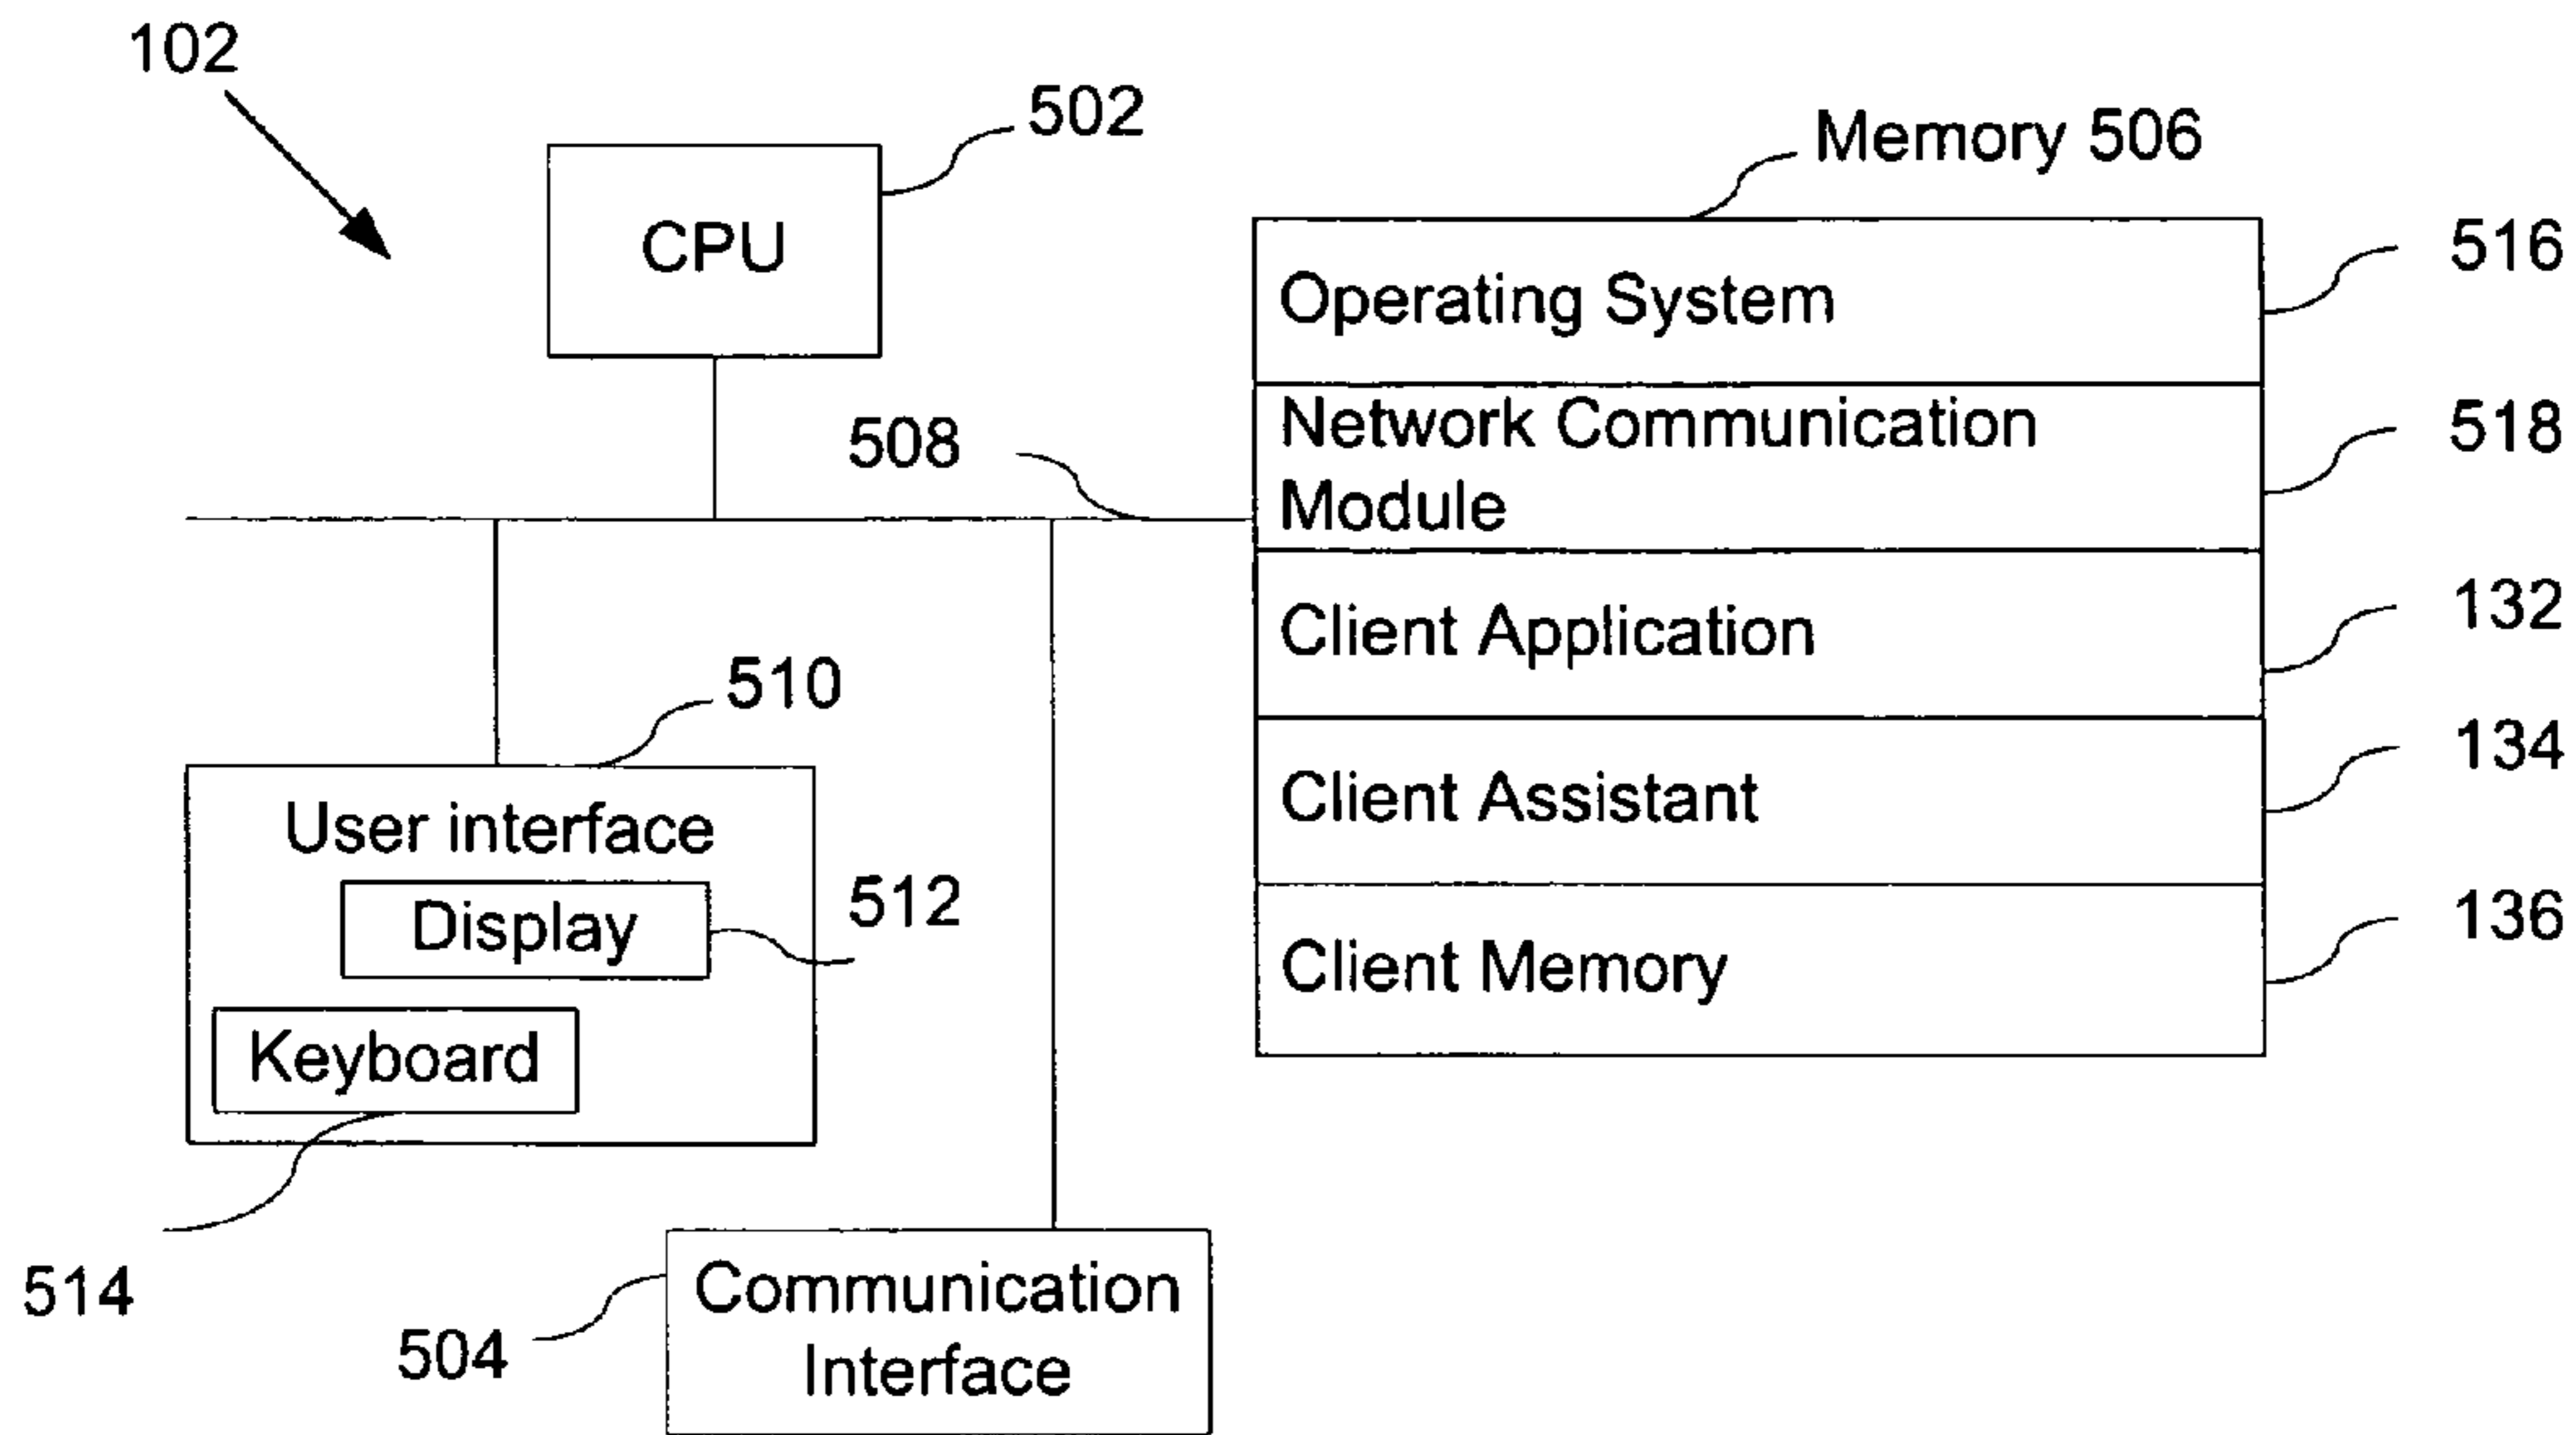 102
502
CPU
Memory 506
516
Operating System
508
Network Communication
Module
518
Client Application
132
510
User interface
Client Assistant
134
Display
512
Client Memory
136
Keyboard
514
504
Communication
Interface